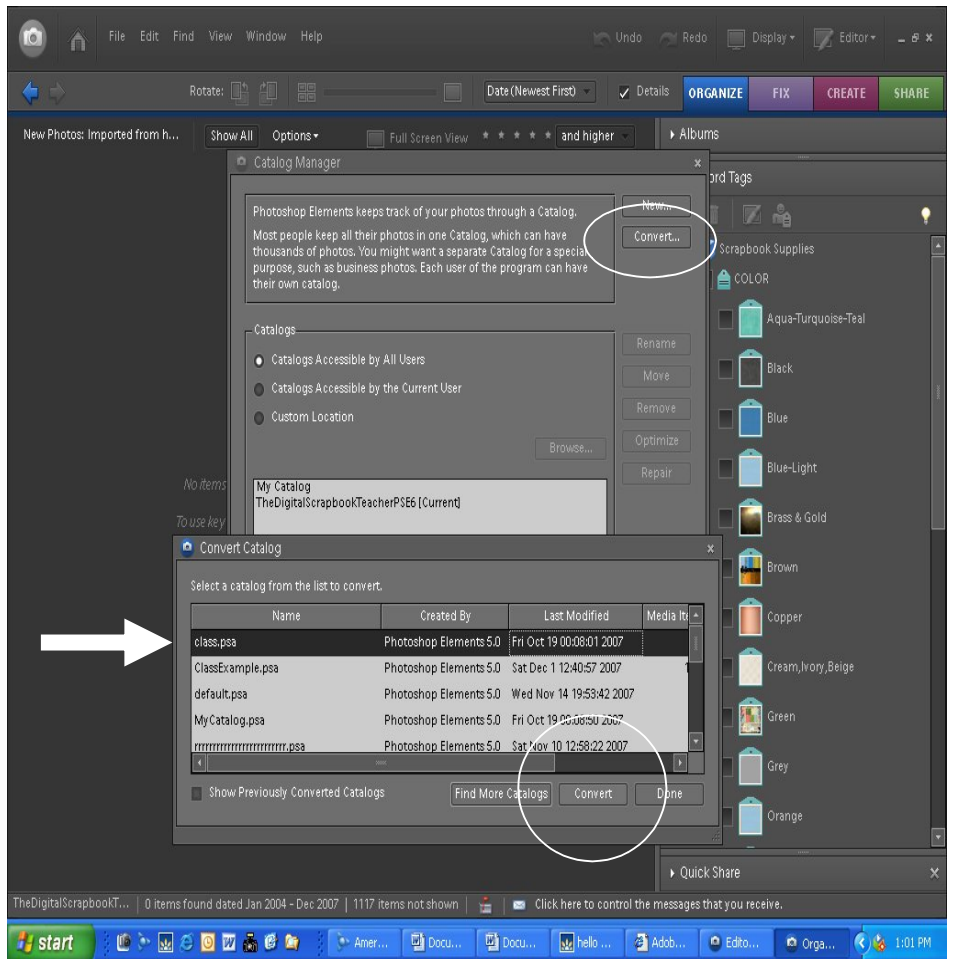 File Edit Find View Window Help Undo Redo Display Editor
Rotate: Date (Newest First) Details ORGANIZE FIX CREATE SHARE
New Photos: Imported from h... Show All Options Full Screen View and higher Albums
Catalog Manager
Photoshop Elements keeps track of your photos through a Catalog.
Most people keep all their photos in one Catalog, which can have
thousands of photos. You might want a separate Catalog for a special
purpose, such as business photos. Each user of the program can have
their own catalog.
New...
Convert...
Catalogs
Catalogs Accessible by All Users
Catalogs Accessible by the Current User
Custom Location
Browse...
Rename
Move
Remove
Optimize
Repair
My Catalog
TheDigitalScrapbookTeacherPSE6 [Current]
No items
To use key
Convert Catalog
Select a catalog from the list to convert.
Name Created By Last Modified Media
class.psa Photoshop Elements 5.0 Fri Oct 19 00:08:01 2007
ClassExample.psa Photoshop Elements 5.0 Sat Dec 1 12:40:57 2007 1
default.psa Photoshop Elements 5.0 Wed Nov 14 19:53:42 2007
MyCatalog.psa Photoshop Elements 5.0 Fri Oct 19 00:08:50 2007
Photoshop Elements 5.0 Sat Nov 10 12:58:22 2007
Show Previously Converted Catalogs Find More Catalogs Convert Done
Tags
Scrapbook Supplies
COLOR
Aqua-Turquoise-Teal
Black
Blue
Blue-Light
Brass & Gold
Brown
Copper
Cream,Ivory,Beige
Green
Grey
Orange
Quick Share
TheDigitalScrapbookT... 0 items found dated Jan 2004 - Dec 2007 1117 items not shown Click here to control the messages that you receive.
start Amer... Docu... Docu... hello ... Adob... Edito... Orga... 1:01 PM